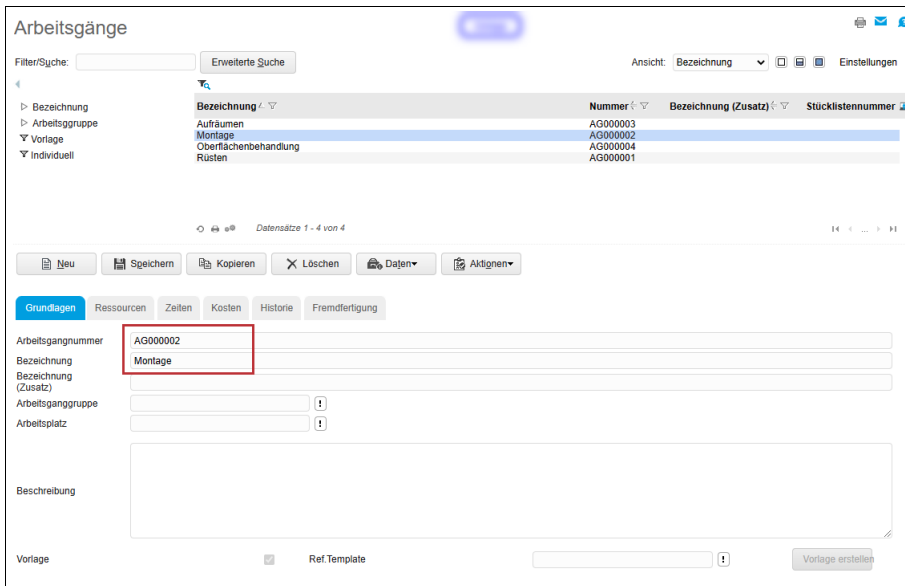 Arbeitsgänge
Filter/Suche: Erweiterte Suche Ansicht: Bezeichnung Einstellungen
Bezeichnung
Arbeitsggruppe
Vorlage
Individuell
Bezeichnung Nummer Bezeichnung (Zusatz) Stücklistennummer
Aufräumen AG000003
Montage AG000002
Oberflächenbehandlung AG000004
Rüsten AG000001
Datensätze 1 - 4 von 4 ...
Neu Speichern Kopieren Löschen Daten Aktionen
Grundlagen Ressourcen Zeiten Kosten Historie Fremdfertigung
Arbeitsgangnummer AG000002
Bezeichnung Montage
Bezeichnung
(Zusatz)
Arbeitsganggruppe !
Arbeitsplatz !
Beschreibung
Vorlage Ref.Template ! Vorlage erstellen